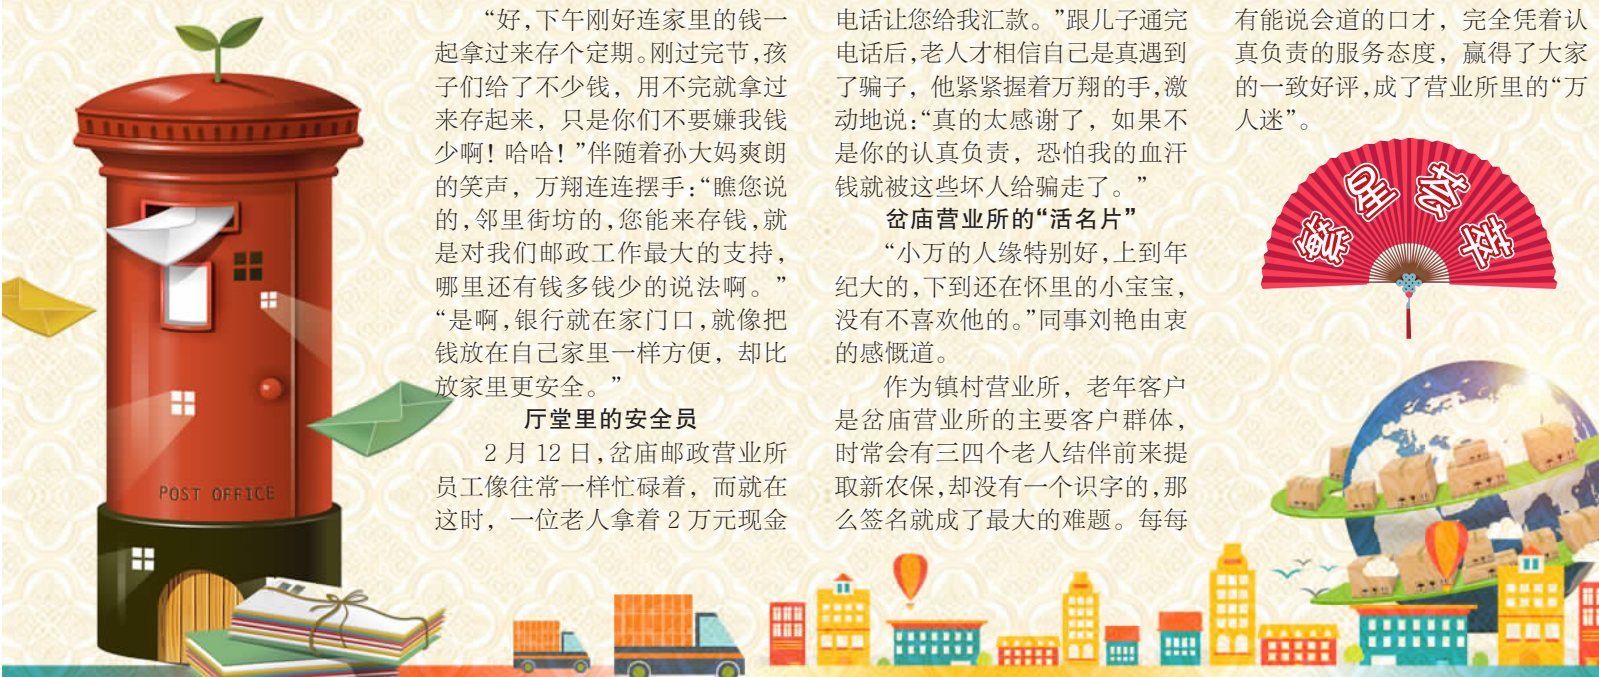 “好,下午刚好连家里的钱一
起拿过来存个定期。刚过完节,孩
子们给了不少钱，用不完就拿过
来存起来，只是你们不要嫌我钱
少啊！哈哈！”伴随着孙大妈爽朗
的笑声，万翔连连摆手:“瞧您说
的,邻里街坊的,您能来存钱,就
是对我们邮政工作最大的支持，
哪里还有钱多钱少的说法啊。”
“是啊,银行就在家门口,就像把
钱放在自己家里一样方便，却比
放家里更安全。”
厅堂里的安全员
2月12日,岔庙邮政营业所
员工像往常一样忙碌着，而就在
这时，一位老人拿着2万元现金
电话让您给我汇款。”跟儿子通完
电话后,老人才相信自己是真遇到
了骗子，他紧紧握着万翔的手,激
动地说:“真的太感谢了，如果不
是你的认真负责，恐怕我的血汗
钱就被这些坏人给骗走了。”
岔庙营业所的“活名片”
“小万的人缘特别好,上到年
纪大的,下到还在怀里的小宝宝，
没有不喜欢他的。”同事刘艳由衷
的感慨道。
作为镇村营业所，老年客户
是岔庙营业所的主要客户群体，
时常会有三四个老人结伴前来提
取新农保,却没有一个识字的,那
么签名就成了最大的难题。每每
有能说会道的口才，完全凭着认
真负责的服务态度，赢得了大家
的一致好评,成了营业所里的“万
人迷”。
群星荟萃
POST OFFICE